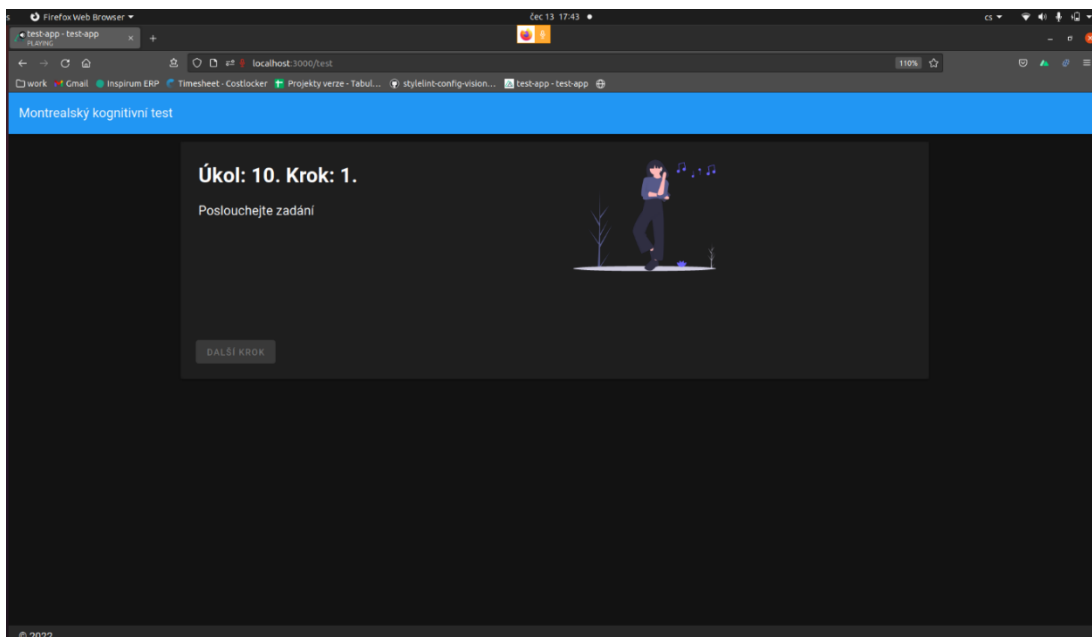 Firefox Web Browser
čec 13 17:43
cs
test-app - test-app
PLAYING
localhost:3000/test
110%
work
Gmail
Inspirum ERP
Timesheet - Costlocker
Projekty verze - Tabul...
stylelint-config-vision...
test-app - test-app
Montrealský kognitivní test
Úkol: 10. Krok: 1.
Poslouchejte zadání
DALŠÍ KROK
© 2022